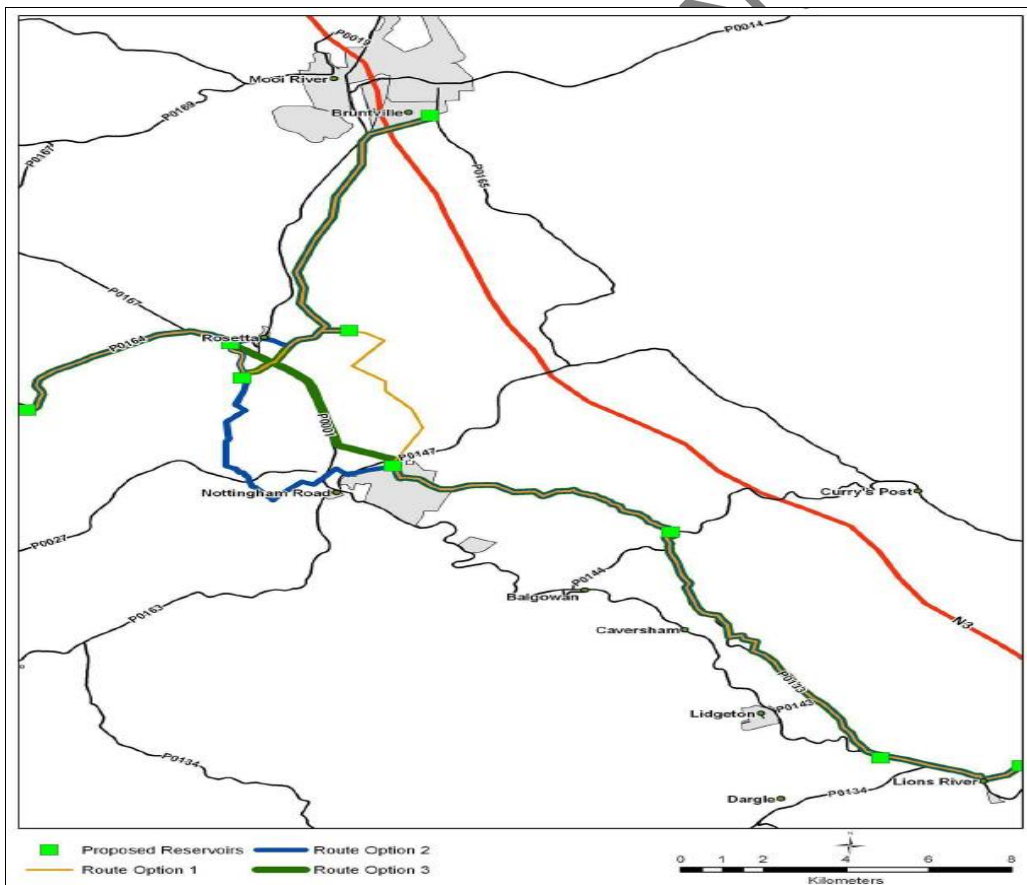 P0019
P0014
Mooi River
Bruntville
P0169
P0167
P0165
P0167
Rosetta
P0164
P0001
P0147
Nottingham Road
Curry's Post
P0027
P0144
Balgowan
P0163
Caversham
N3
P0133
Lidgeton
P0143
P0134
Lions River
Dargle
P0134
Proposed Reservoirs
Route Option 2
Route Option 1
Route Option 3
0 1 2 4 6 8
Kilometers